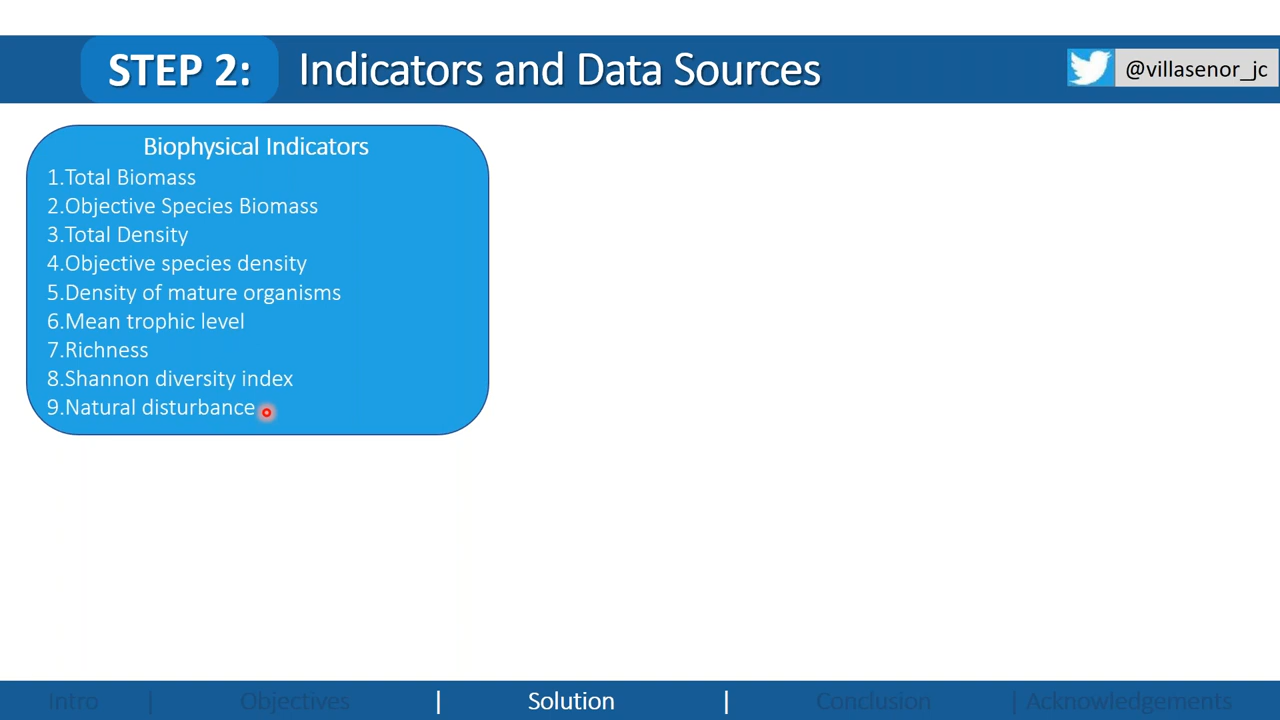 STEP 2: Indicators and Data Sources
@villasenor_jc
Biophysical Indicators
1.Total Biomass
2.Objective Species Biomass
3.Total Density
4.Objective species density
5.Density of mature organisms
6.Mean trophic level
7.Richness
8.Shannon diversity index
9.Natural disturbance
Intro | Objectives | Solution | Conclusion | Acknowledgements